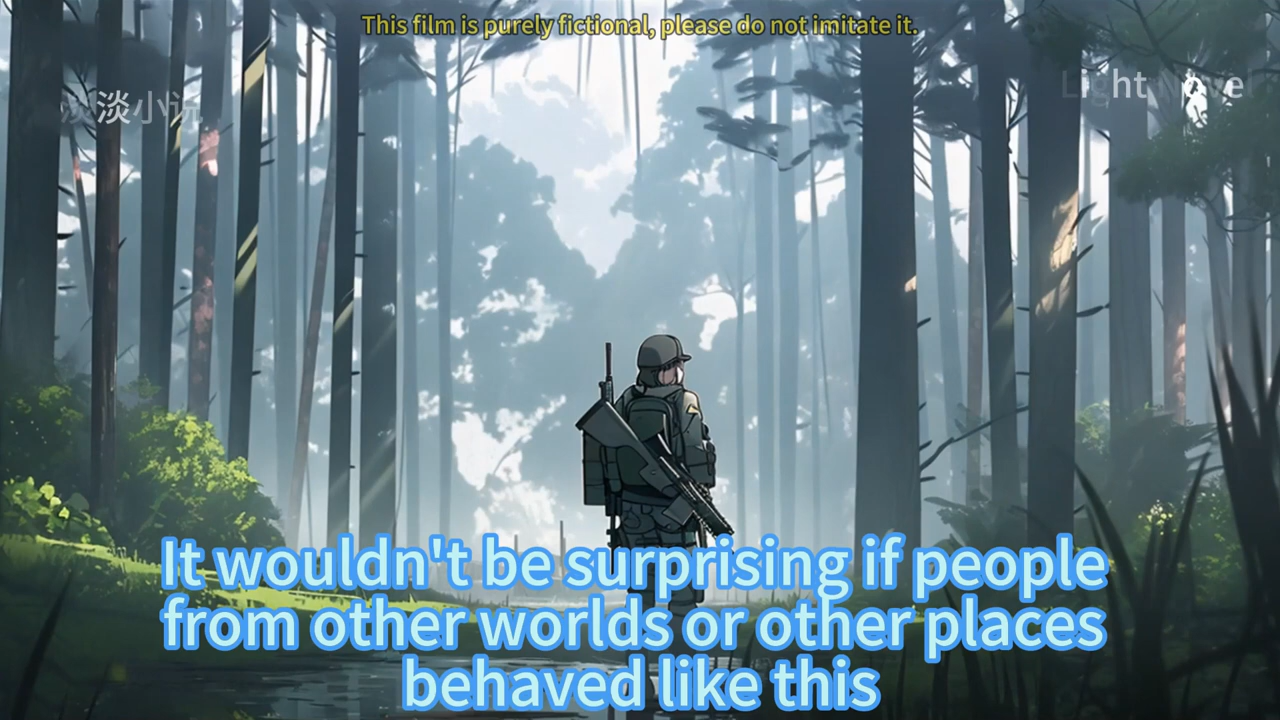 This film is purely fictional, please do not imitate it.
淡淡小说
Light Novel
It wouldn't be surprising if people
from other worlds or other places
behaved like this